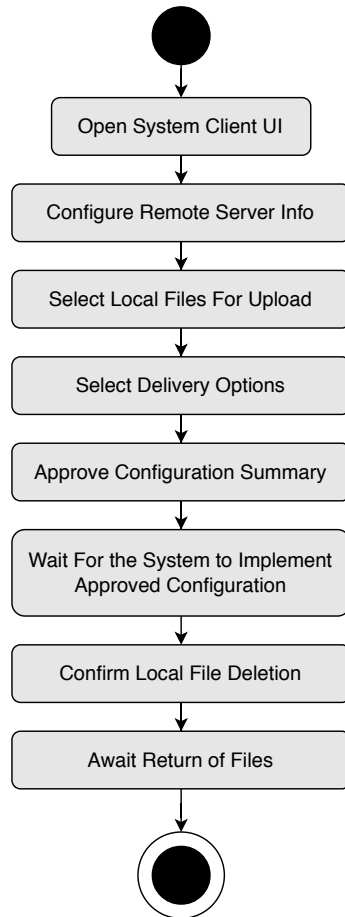 Open System Client UI
Configure Remote Server Info
Select Local Files For Upload
Select Delivery Options
Approve Configuration Summary
Wait For the System to Implement
Approved Configuration
Confirm Local File Deletion
Await Return of Files